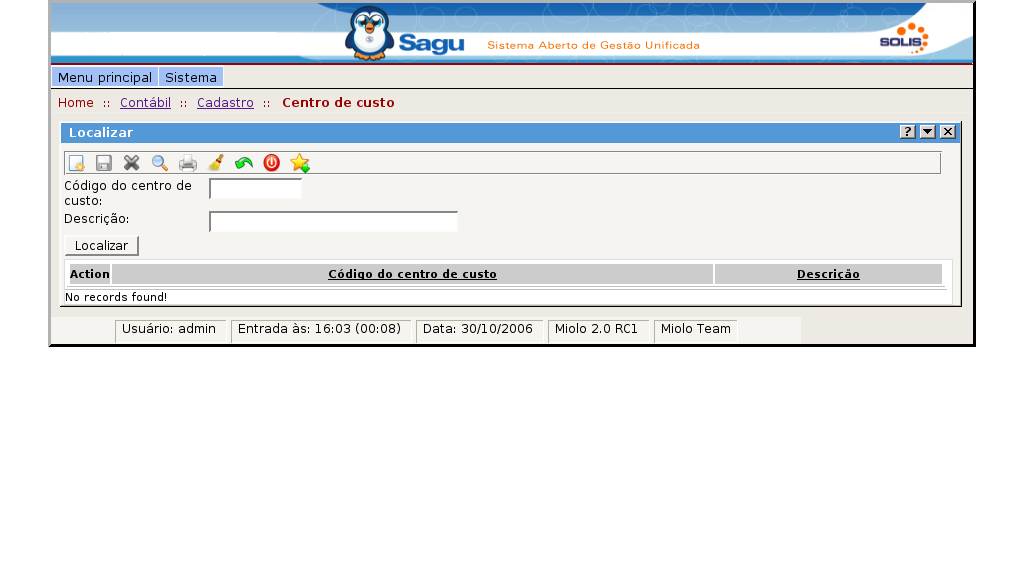 Sagu Sistema Aberto de Gestão Unificada SOLIS
Menu principal Sistema
Home :: Contábil :: Cadastro :: Centro de custo
Localizar ?
Código do centro de
custo:
Descrição:
Localizar
Action Código do centro de custo Descrição
No records found!
Usuário: admin Entrada às: 16:03 (00:08) Data: 30/10/2006 Miolo 2.0 RC1 Miolo Team